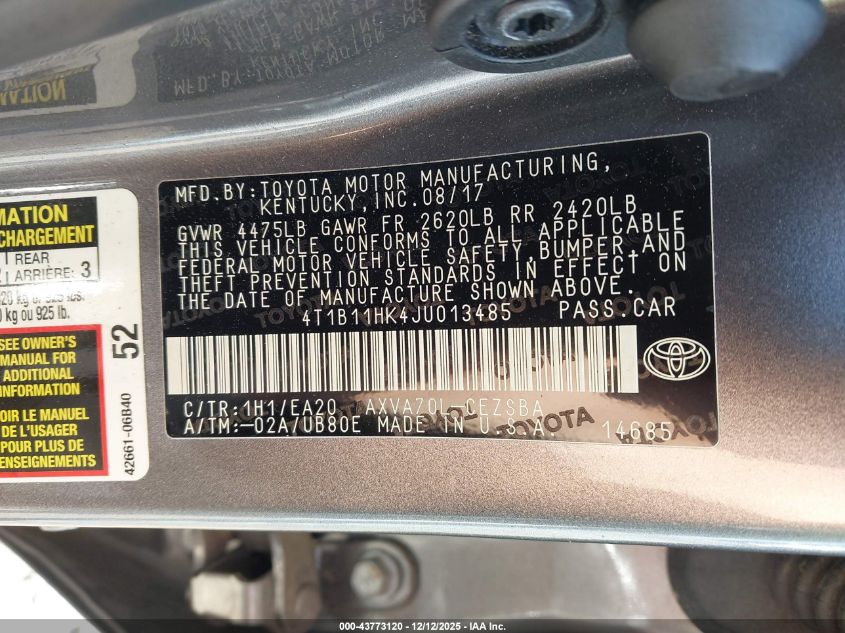 MATION
MFD.BY:TOYOTA MOTOR MANUFACTURING,
KENTUCKY,INC.08/17
GVWR 4475LB GAWR FR 2620LB RR 2420LB
THIS VEHICLE CONFORMS TO ALL APPLICABLE
FEDERAL MOTOR VEHICLE SAFETY,BUMPER,AND
THEFT PREVENTION STANDARDS IN EFFECT ON
THE DATE OF MANUFACTURE SHOWN ABOVE.
4T1B11HK4JU013485 PASS.CAR
C/TR:1H1/EA20 AXVA70L-CEZSBA
A/TM:-02A/UB80E MADE IN U.S.A. 14685
TOYOTA
MATION
CHARGEMENT
REAR
ARRIÈRE: 3
kg ou 925 lb.
SEE OWNER'S
MANUAL FOR
ADDITIONAL
INFORMATION
VOIR LE MANUEL
DE L'USAGER
POUR PLUS DE
RENSEIGNEMENTS
52
42661-06B40
000-43773120 - 12/12/2025 - IAA Inc.